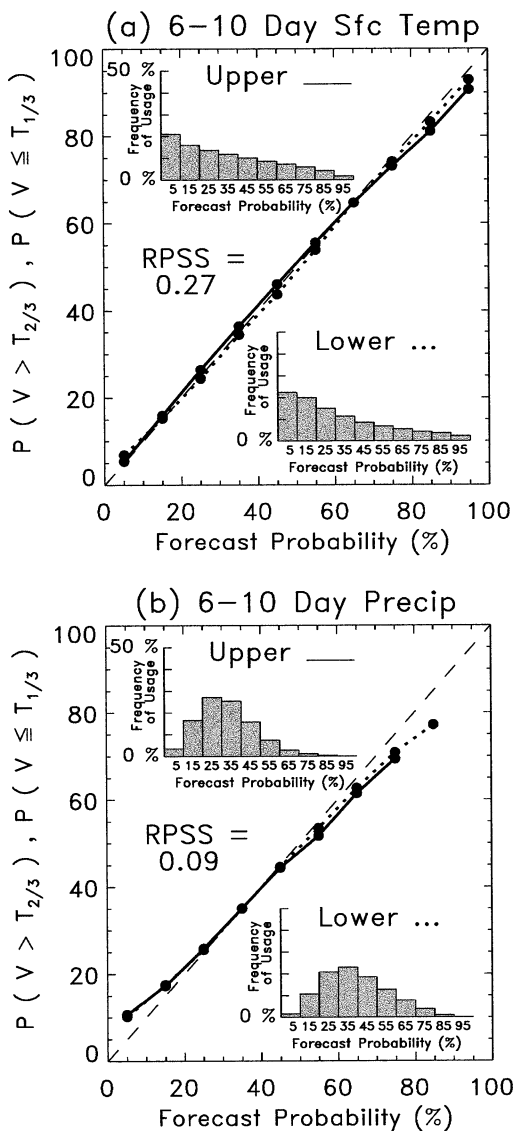 (a) 6-10 Day Sfc Temp
P ( V > T2/3 ) , P ( V ≦ T1/3 )
100
80
60
40
20
0
50 %
0 %
Frequency
of Usage
Upper ___
5 15 25 35 45 55 65 75 85 95
Forecast Probability (%)
RPSS =
0.27
Lower ...
Frequency
of Usage
0 %
5 15 25 35 45 55 65 75 85 95
Forecast Probability (%)
0 20 40 60 80 100
Forecast Probability (%)
(b) 6-10 Day Precip
P ( V > T2/3 ) , P ( V ≦ T1/3 )
100
80
60
40
20
0
50 %
0 %
Frequency
of Usage
Upper ___
5 15 25 35 45 55 65 75 85 95
Forecast Probability (%)
RPSS =
0.09
Lower ...
Frequency
of Usage
0 %
5 15 25 35 45 55 65 75 85 95
Forecast Probability (%)
0 20 40 60 80 100
Forecast Probability (%)